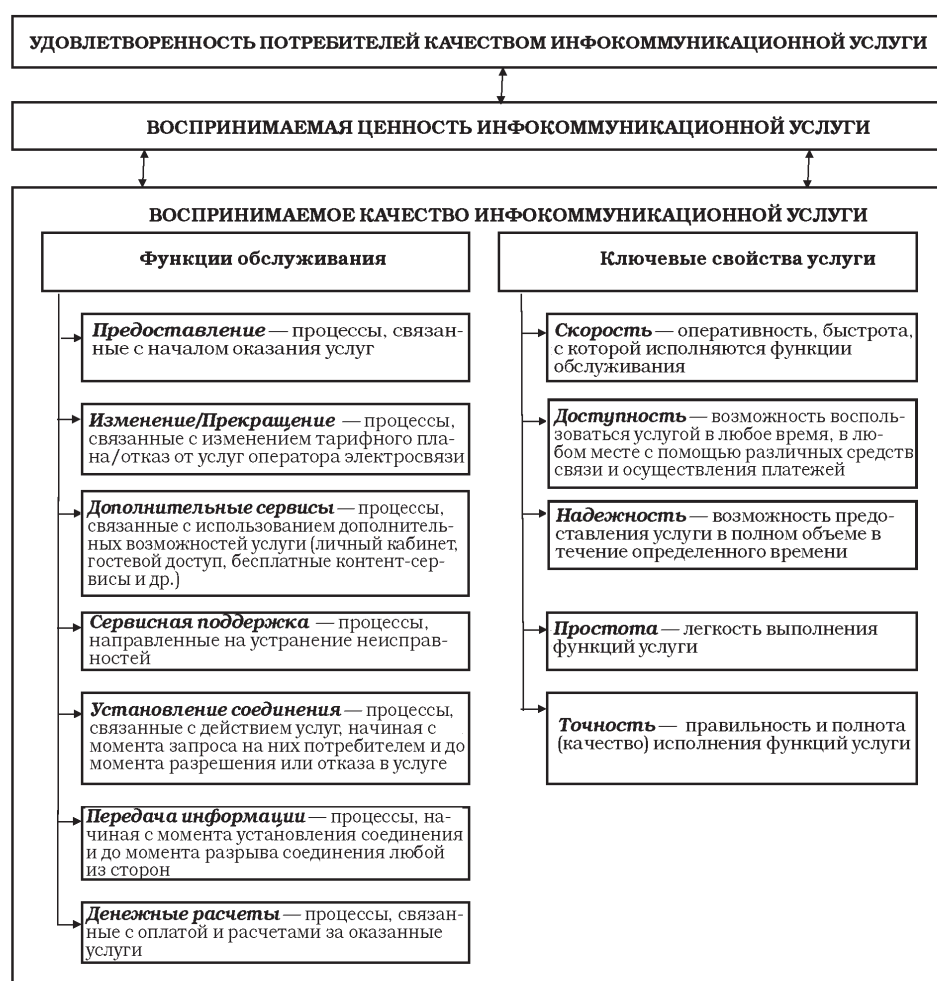 УДОВЛЕТВОРЕННОСТЬ ПОТРЕБИТЕЛЕЙ КАЧЕСТВОМ ИНФОКОММУНИКАЦИОННОЙ УСЛУГИ
ВОСПРИНИМАЕМАЯ ЦЕННОСТЬ ИНФОКОММУНИКАЦИОННОЙ УСЛУГИ
ВОСПРИНИМАЕМОЕ КАЧЕСТВО ИНФОКОММУНИКАЦИОННОЙ УСЛУГИ
Функции обслуживания
Предоставление — процессы, связан-
ные с началом оказания услуг
Изменение/Прекращение — процессы,
связанные с изменением тарифного пла-
на/отказ от услуг оператора электросвязи
Дополнительные сервисы — процессы,
связанные с использованием дополнитель-
ных возможностей услуги (личный кабинет,
гостевой доступ, бесплатные контент-сер-
висы и др.)
Сервисная поддержка — процессы,
направленные на устранение неисправ-
ностей
Установление соединения — процессы,
связанные с действием услуг, начиная с
момента запроса на них потребителем и до
момента разрешения или отказа в услуге
Передача информации — процессы, на-
чиная с момента установления соединения
и до момента разрыва соединения любой
из сторон
Денежные расчеты — процессы, связан-
ные с оплатой и расчетами за оказанные
услуги
Ключевые свойства услуги
Скорость — оперативность, быстрота,
с которой исполняются функции
обслуживания
Доступность — возможность восполь-
зоваться услугой в любое время, в лю-
бом месте с помощью различных средств
связи и осуществления платежей
Надежность — возможность предо-
ставления услуги в полном объеме в
течение определенного времени
Простота — легкость выполнения
функций услуги
Точность — правильность и полнота
(качество) исполнения функций услуги